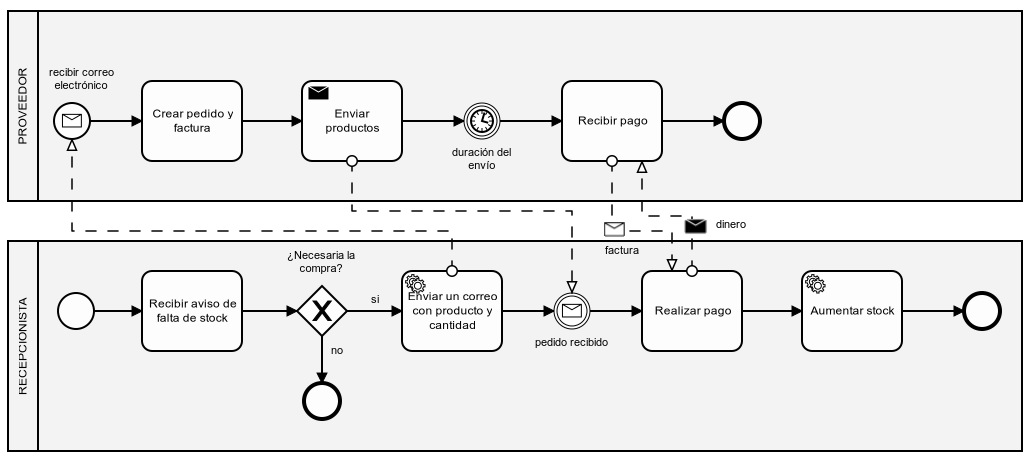 PROVEEDOR
recibir correo
electrónico
Crear pedido y
factura
Enviar
productos
duración del
envío
Recibir pago
factura
dinero
RECEPCIONISTA
Recibir aviso de
falta de stock
¿Necesaria la
compra?
si
no
Enviar un correo
con producto y
cantidad
pedido recibido
Realizar pago
Aumentar stock